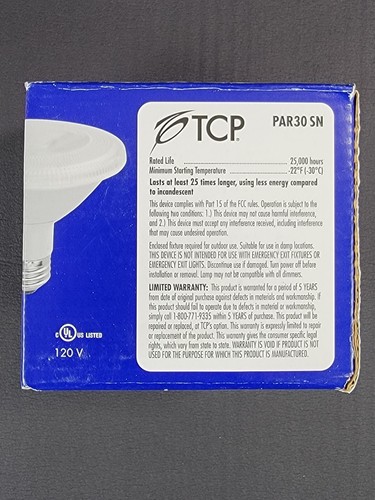 TCP
PAR30 SN
Rated Life 25,000 hours
Minimum Starting Temperature -22°F (-30°C)
Lasts at least 25 times longer, using less energy compared
to incandescent
This device complies with Part 15 of the FCC rules. Operation is subject to the
following two conditions: 1.) This device may not cause harmful interference,
and 2.) This device must accept any interference received, including interference
that may cause undesired operation.
Enclosed fixture required for outdoor use. Suitable for use in damp locations.
THIS DEVICE IS NOT INTENDED FOR USE WITH EMERGENCY EXIT FIXTURES OR
EMERGENCY EXIT LIGHTS. Discontinue use if damaged. Turn power off before
installation or removal. Lamp may not be compatible with all dimmers.
LIMITED WARRANTY: This product is warranted for a period of 5 YEARS
from date of original purchase against defects in materials and workmanship. If
this product should fail to operate due to defects in material or workmanship,
simply call 1-800-771-9335 within 5 YEARS of purchase. This product will be
repaired or replaced, at TCP's option. This warranty is expressly limited to repair
or replacement of the product. This warranty gives the consumer specific legal
rights, which vary from state to state. WARRANTY IS VOID IF PRODUCT IS NOT
USED FOR THE PURPOSE FOR WHICH THIS PRODUCT IS MANUFACTURED.
C UL US LISTED
120 V